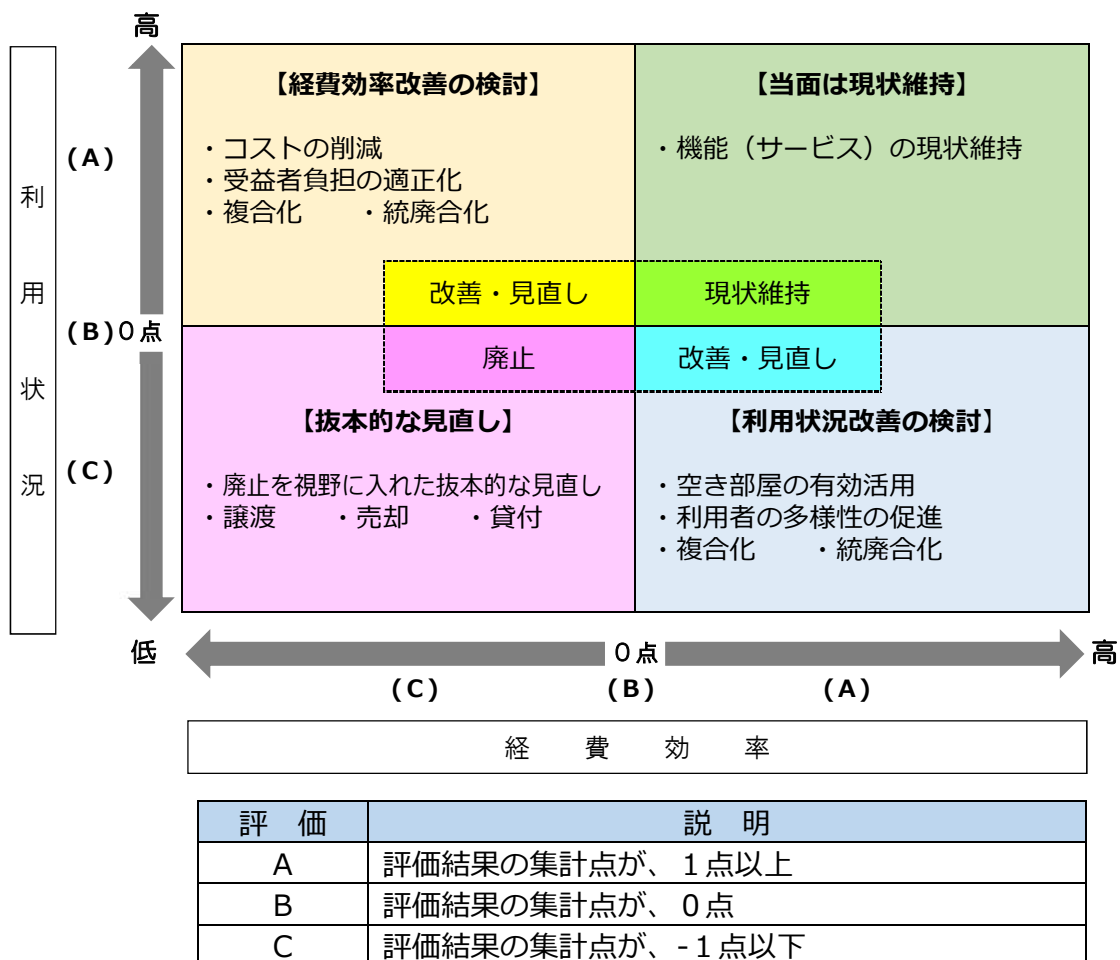 高
【経費効率改善の検討】
・コストの削減
・受益者負担の適正化
・複合化　　・統廃合化
【当面は現状維持】
・機能（サービス）の現状維持
利用状況
(A)
(B) 0点
(C)
改善・見直し
現状維持
廃止
改善・見直し
【抜本的な見直し】
・廃止を視野に入れた抜本的な見直し
・譲渡　　・売却　　・貸付
【利用状況改善の検討】
・空き部屋の有効活用
・利用者の多様性の促進
・複合化　　・統廃合化
低
0点
高
(C) (B) (A)
経費効率
評　価　説　明
A　評価結果の集計点が、１点以上
B　評価結果の集計点が、０点
C　評価結果の集計点が、-１点以下